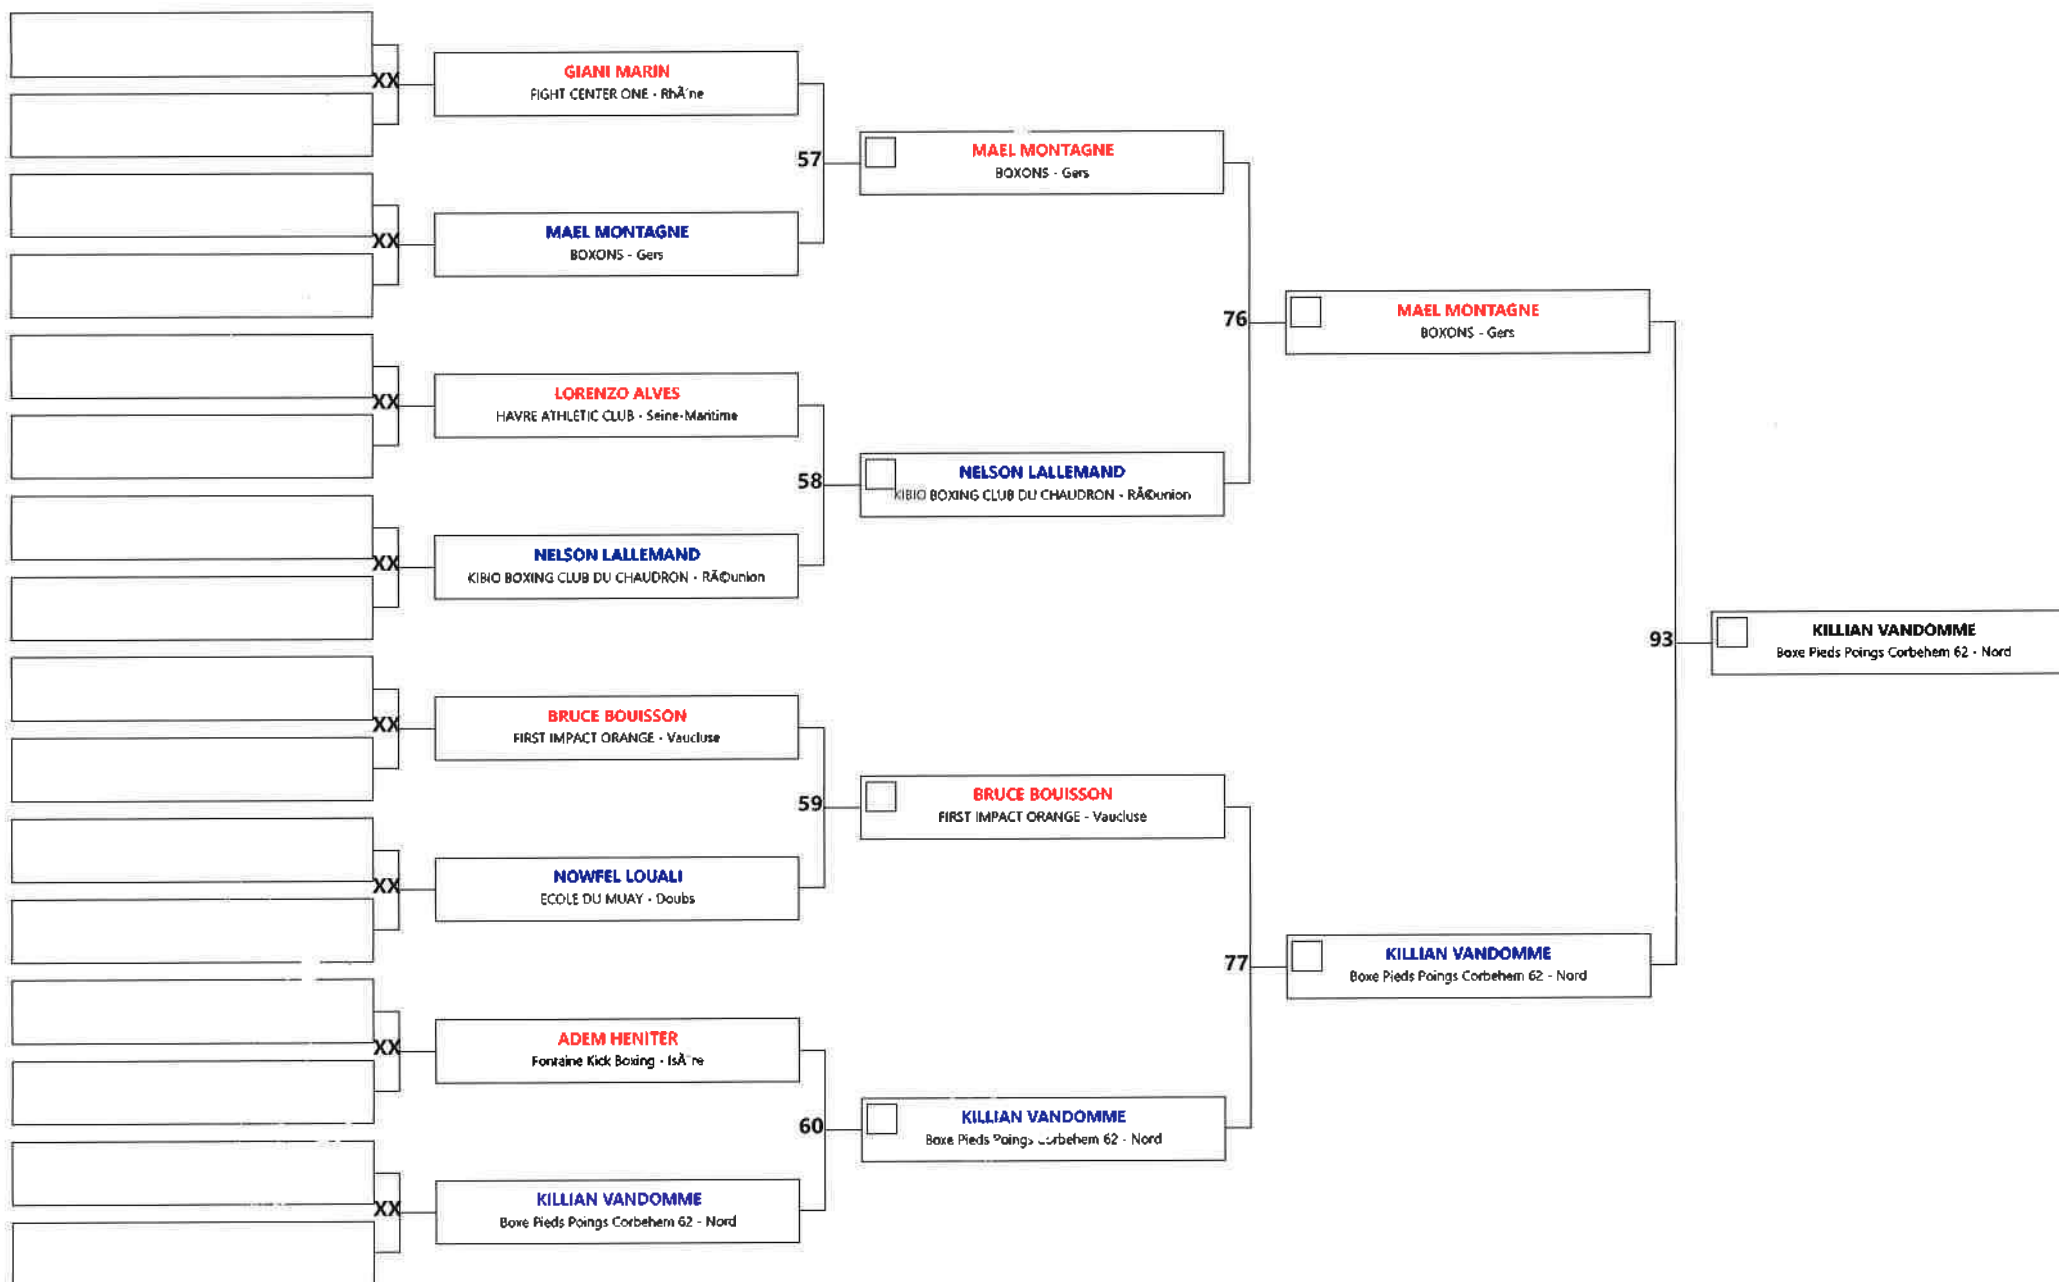 XX
GIANI MARIN
FIGHT CENTER ONE - RhÃ´ne
57
MAEL MONTAGNE
BOXONS - Gers
XX
MAEL MONTAGNE
BOXONS - Gers
76
MAEL MONTAGNE
BOXONS - Gers
XX
LORENZO ALVES
HAVRE ATHLETIC CLUB - Seine-Maritime
58
NELSON LALLEMAND
KIBIO BOXING CLUB DU CHAUDRON - RÃ©union
XX
NELSON LALLEMAND
KIBIO BOXING CLUB DU CHAUDRON - RÃ©union
93
KILLIAN VANDOMME
Boxe Pieds Poings Corbehem 62 - Nord
XX
BRUCE BOUISSON
FIRST IMPACT ORANGE - Vaucluse
59
BRUCE BOUISSON
FIRST IMPACT ORANGE - Vaucluse
XX
NOWFEL LOUALI
ECOLE DU MUAY - Doubs
77
KILLIAN VANDOMME
Boxe Pieds Poings Corbehem 62 - Nord
XX
ADEM HENITER
Fontaine Kick Boxing - IsÃ¨re
60
KILLIAN VANDOMME
Boxe Pieds Poings Corbehem 62 - Nord
XX
KILLIAN VANDOMME
Boxe Pieds Poings Corbehem 62 - Nord